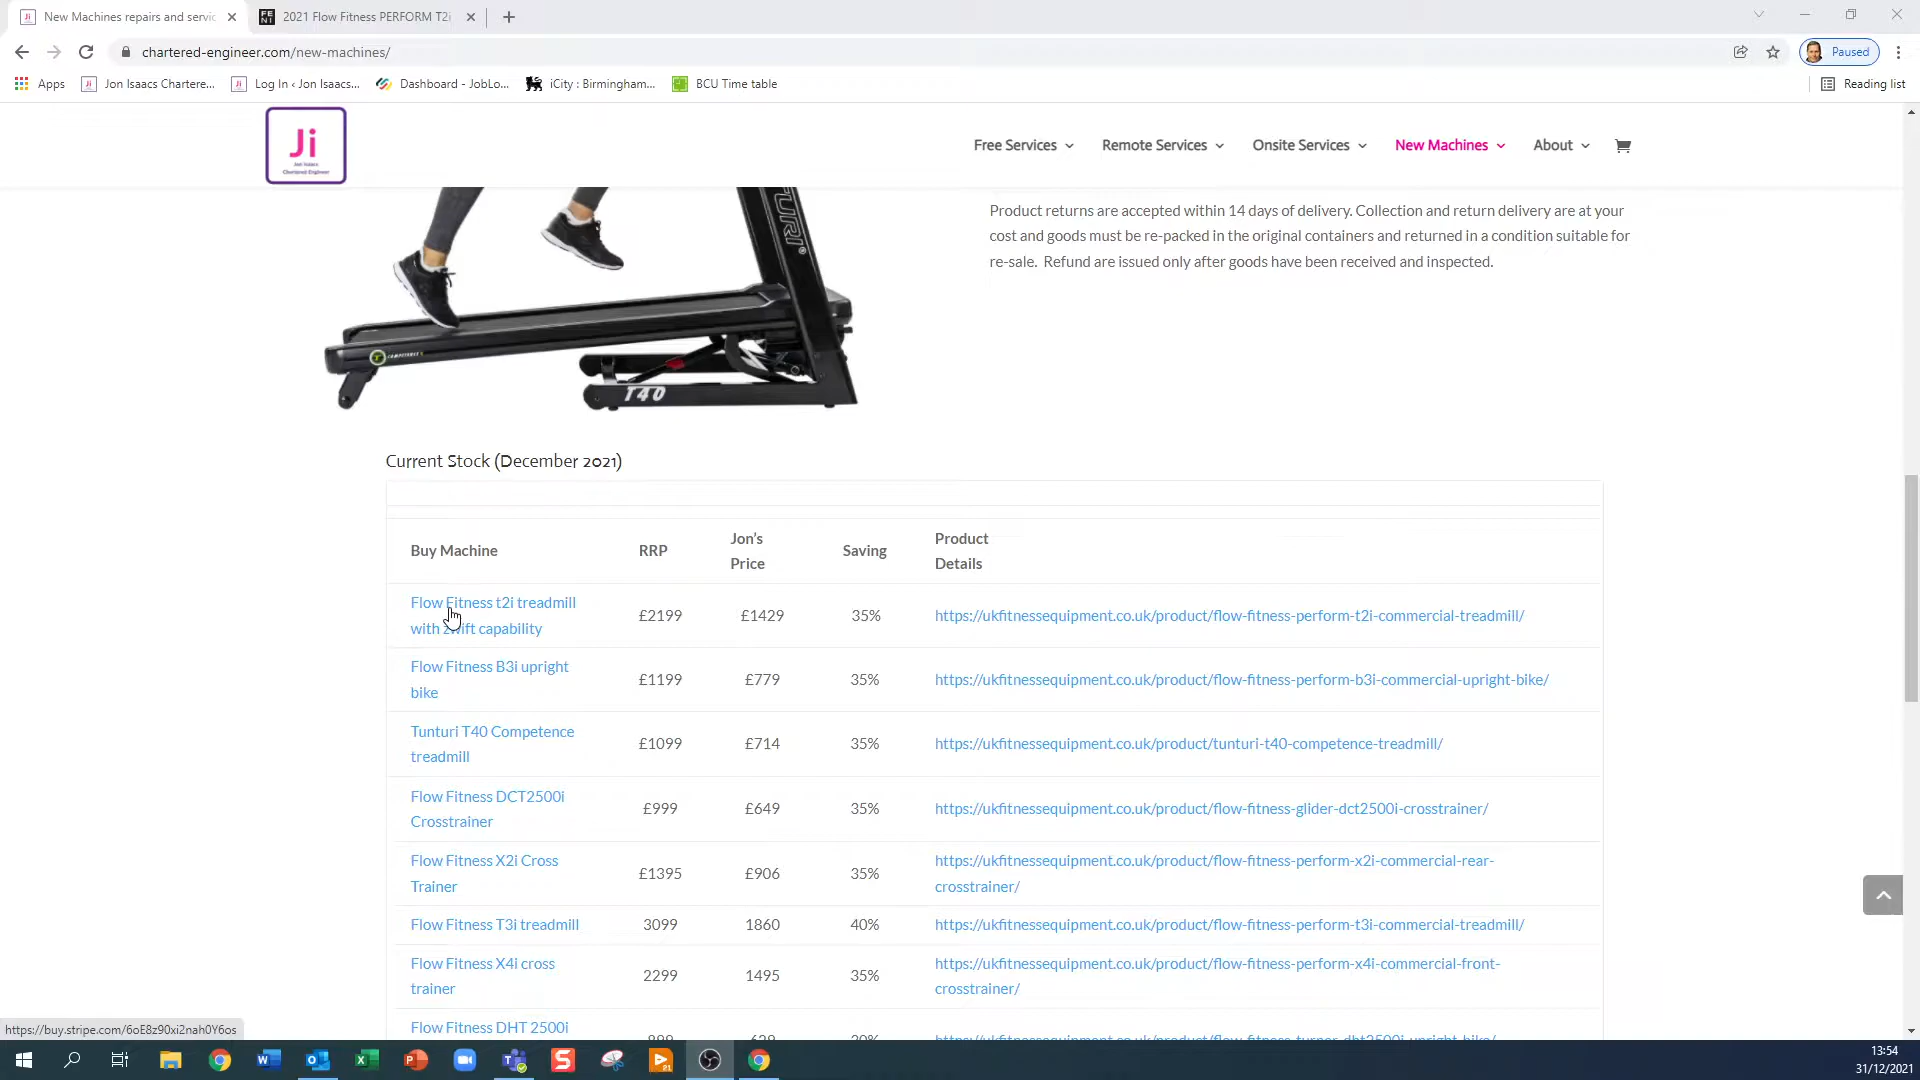 New Machines repairs and servic
2021 Flow Fitness PERFORM T2i
chartered-engineer.com/new-machines/
Paused
Apps
Jon Isaacs Chartere...
Log In ‹ Jon Isaacs...
Dashboard - JobLo...
iCity : Birmingham...
BCU Time table
Reading list
Ji
Jon Isaacs
Chartered Engineer
Free Services
Remote Services
Onsite Services
New Machines
About
Product returns are accepted within 14 days of delivery. Collection and return delivery are at your
cost and goods must be re-packed in the original containers and returned in a condition suitable for
re-sale.  Refund are issued only after goods have been received and inspected.
T40
Current Stock (December 2021)
Buy Machine RRP Jon's Price Saving Product Details
Flow Fitness t2i treadmill
with zwift capability
£2199 £1429 35% https://ukfitnessequipment.co.uk/product/flow-fitness-perform-t2i-commercial-treadmill/
Flow Fitness B3i upright
bike
£1199 £779 35% https://ukfitnessequipment.co.uk/product/flow-fitness-perform-b3i-commercial-upright-bike/
Tunturi T40 Competence
treadmill
£1099 £714 35% https://ukfitnessequipment.co.uk/product/tunturi-t40-competence-treadmill/
Flow Fitness DCT2500i
Crosstrainer
£999 £649 35% https://ukfitnessequipment.co.uk/product/flow-fitness-glider-dct2500i-crosstrainer/
Flow Fitness X2i Cross
Trainer
£1395 £906 35% https://ukfitnessequipment.co.uk/product/flow-fitness-perform-x2i-commercial-rear-
crosstrainer/
Flow Fitness T3i treadmill 3099 1860 40% https://ukfitnessequipment.co.uk/product/flow-fitness-perform-t3i-commercial-treadmill/
Flow Fitness X4i cross
trainer
2299 1495 35% https://ukfitnessequipment.co.uk/product/flow-fitness-perform-x4i-commercial-front-
crosstrainer/
Flow Fitness DHT 2500i
https://buy.stripe.com/6oE8z90xi2nah0Y6os
13:54
31/12/2021